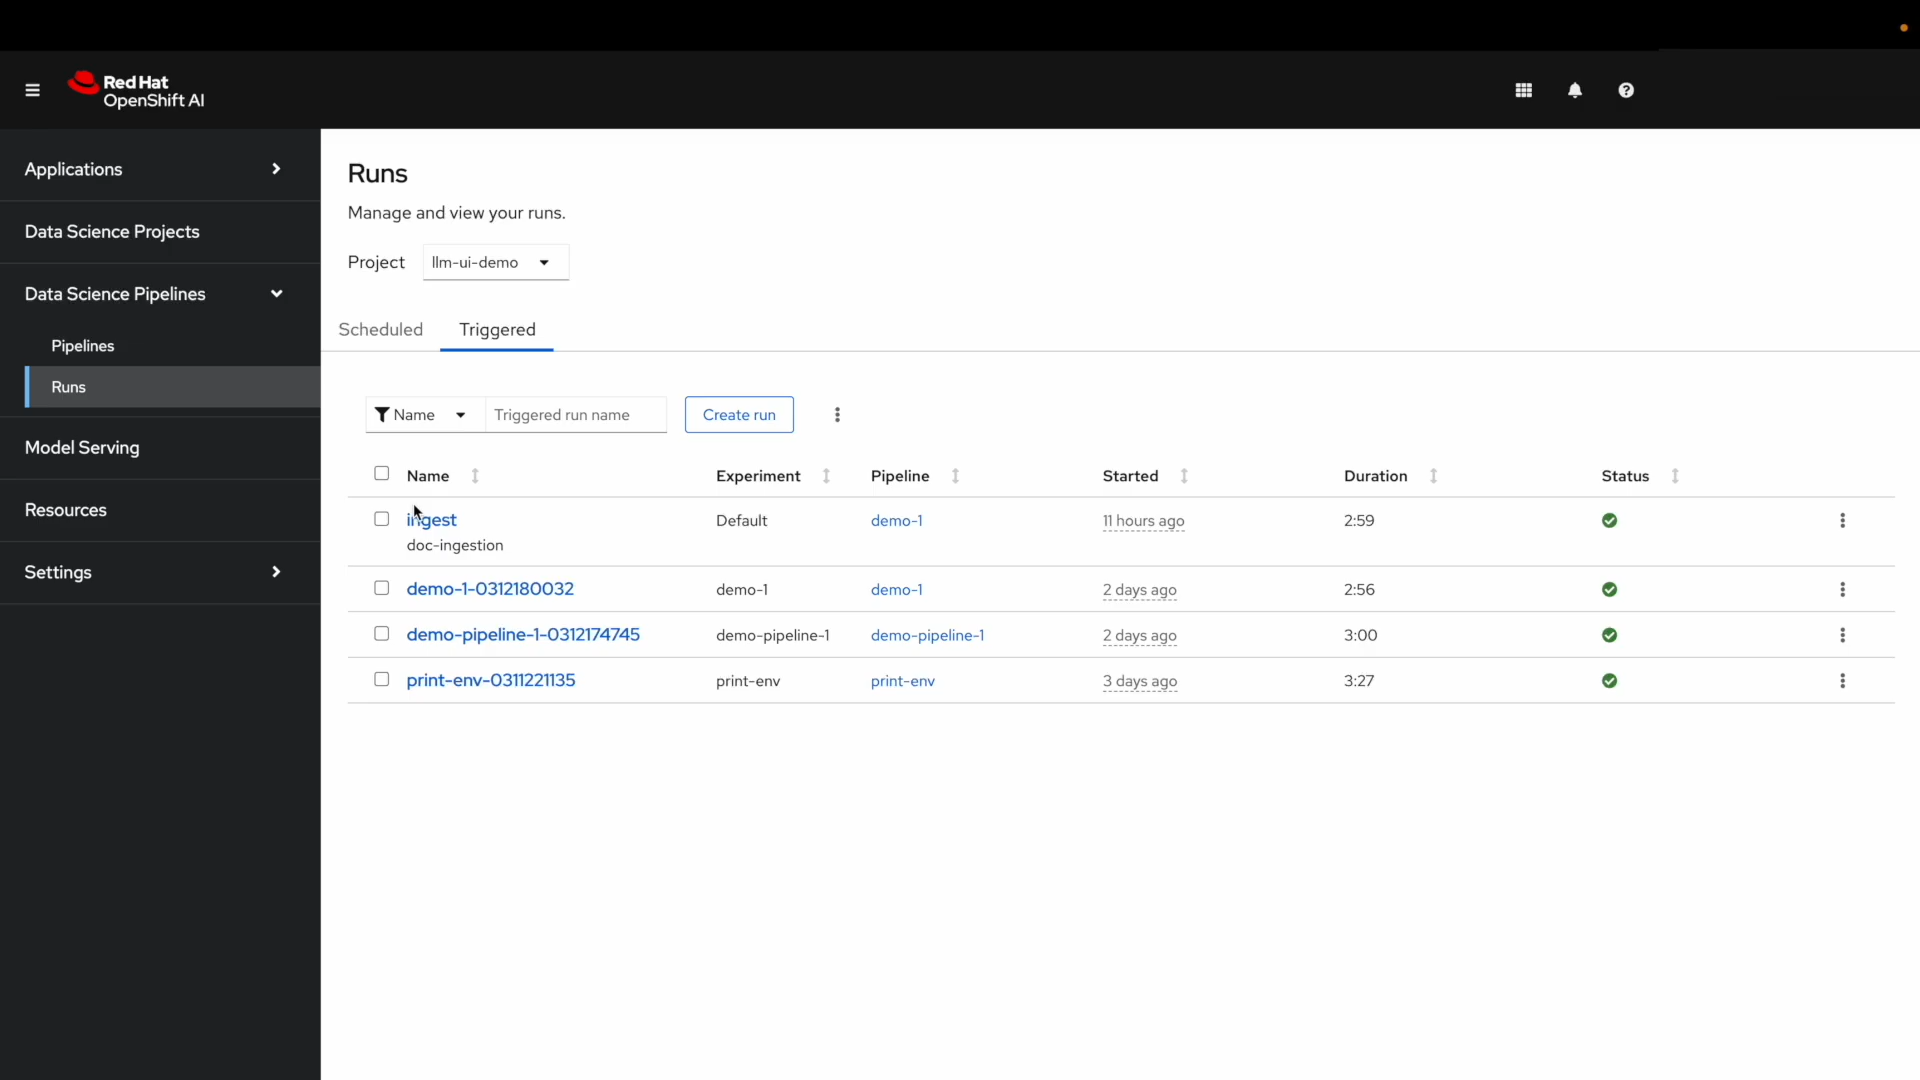 Red Hat
OpenShift AI
Applications
Data Science Projects
Data Science Pipelines
Pipelines
Runs
Model Serving
Resources
Settings
Runs
Manage and view your runs.
Project llm-ui-demo
Scheduled Triggered
Name Triggered run name Create run
Name Experiment Pipeline Started Duration Status
ingest Default demo-1 11 hours ago 2:59
doc-ingestion
demo-1-0312180032 demo-1 demo-1 2 days ago 2:56
demo-pipeline-1-0312174745 demo-pipeline-1 demo-pipeline-1 2 days ago 3:00
print-env-0311221135 print-env print-env 3 days ago 3:27